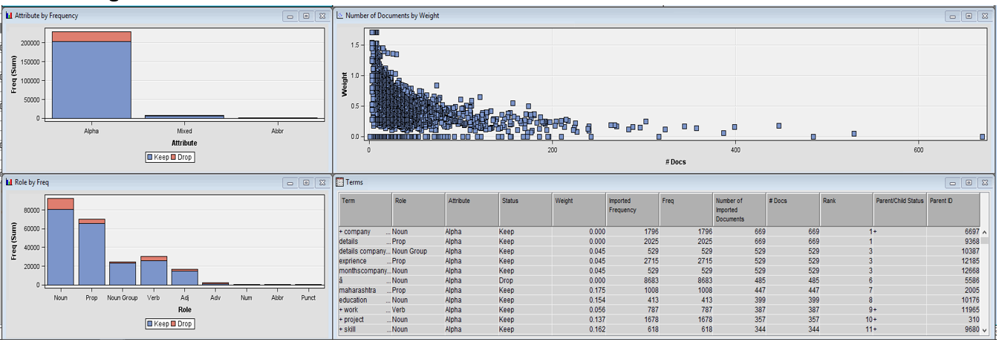 Attribute by Frequency
200000
150000
100000
50000
0
Freq (Sum)
Alpha Mixed Abbr
Attribute
Keep Drop
Number of Documents by Weight
1.5
1.0
0.5
0.0
Weight
0 200 400 600
# Docs
Role by Freq
80000
60000
40000
20000
0
Freq (Sum)
Noun Prop Noun Group Verb Adj Adv Num Abbr Punct
Role
Keep Drop
Terms
Term Role Attribute Status Weight Imported Frequency Freq Number of Imported Documents # Docs Rank Parent/Child Status Parent ID
+ company ... Noun Alpha Keep 0.000 1796 1796 669 669 1 + 6697
details ... Prop Alpha Keep 0.000 2025 2025 669 669 1 9368
details company... Noun Group Alpha Keep 0.045 529 529 529 529 3 10387
exprience ... Prop Alpha Keep 0.045 2715 2715 529 529 3 12185
monthscompany... Noun Alpha Keep 0.045 529 529 529 529 3 12668
å ... Noun Alpha Drop 0.000 8683 8683 485 485 6 5586
maharashtra ... Prop Alpha Keep 0.175 1008 1008 447 447 7 2005
education ... Noun Alpha Keep 0.154 413 413 399 399 8 10176
+ work ... Verb Alpha Keep 0.056 787 787 387 387 9 + 11965
+ project ... Noun Alpha Keep 0.137 1678 1678 357 357 10 + 310
+ skill ... Noun Alpha Keep 0.162 618 618 344 344 11 + 9680